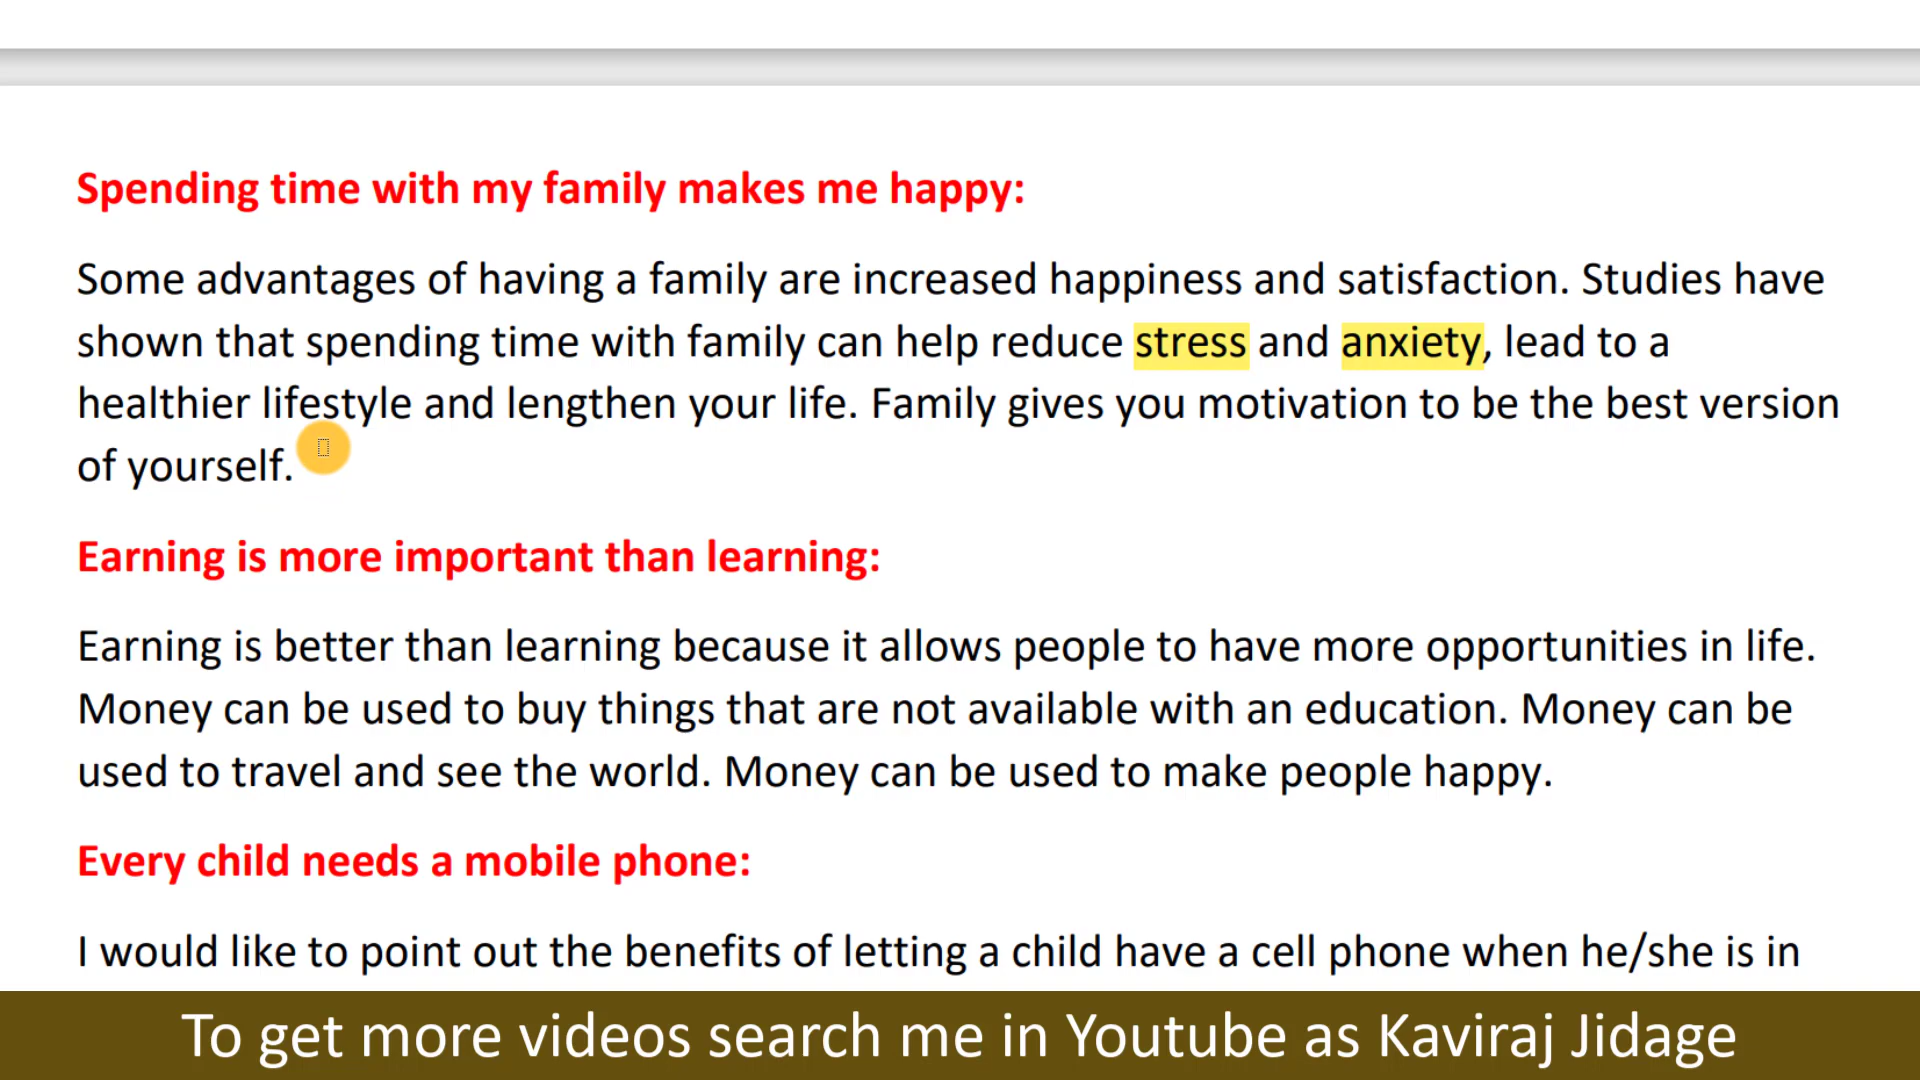 Spending time with my family makes me happy:
Some advantages of having a family are increased happiness and satisfaction. Studies have
shown that spending time with family can help reduce stress and anxiety, lead to a
healthier lifestyle and lengthen your life. Family gives you motivation to be the best version
of yourself.
Earning is more important than learning:
Earning is better than learning because it allows people to have more opportunities in life.
Money can be used to buy things that are not available with an education. Money can be
used to travel and see the world. Money can be used to make people happy.
Every child needs a mobile phone:
I would like to point out the benefits of letting a child have a cell phone when he/she is in
To get more videos search me in Youtube as Kaviraj Jidage